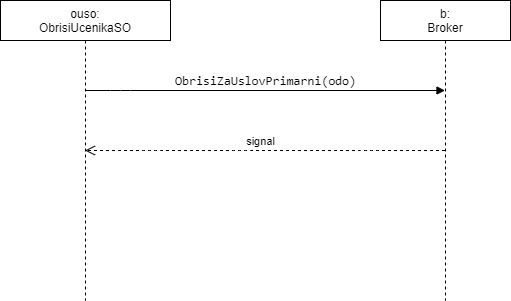 ouso:
ObrisiUcenikaSO
b:
Broker
ObrisiZaUslovPrimarni(odo)
signal